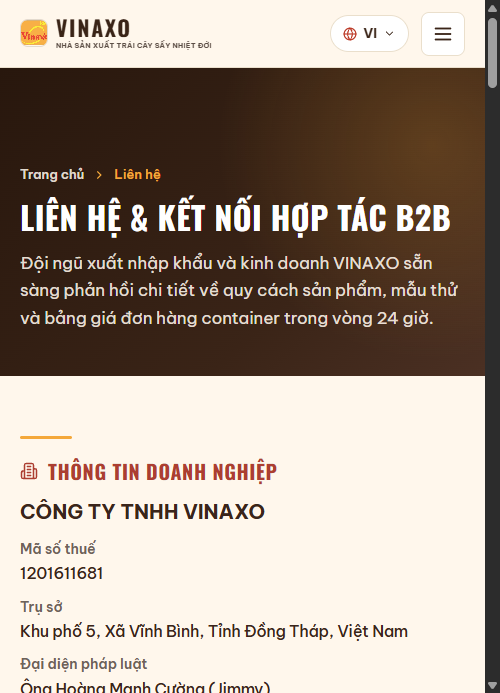 Vinaxo
VINAXO
NHÀ SẢN XUẤT TRÁI CÂY SẤY NHIỆT ĐỚI
VI
Trang chủ > Liên hệ
LIÊN HỆ & KẾT NỐI HỢP TÁC B2B
Đội ngũ xuất nhập khẩu và kinh doanh VINAXO sẵn
sàng phản hồi chi tiết về quy cách sản phẩm, mẫu thử
và bảng giá đơn hàng container trong vòng 24 giờ.
THÔNG TIN DOANH NGHIỆP
CÔNG TY TNHH VINAXO
Mã số thuế
1201611681
Trụ sở
Khu phố 5, Xã Vĩnh Bình, Tỉnh Đồng Tháp, Việt Nam
Đại diện pháp luật
Ông Hoàng Mạnh Cường (Jimmy)